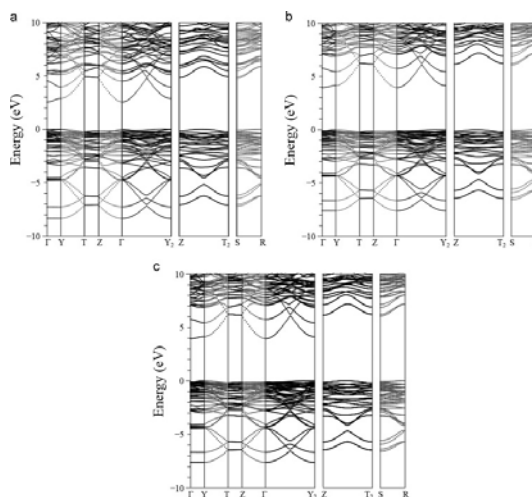 a
10
5
0
−5
−10
Energy (eV)
Γ Y T Z Γ Y₂ Z T₂ S R
b
10
5
0
−5
−10
Energy (eV)
Γ Y T Z Γ Y₂ Z T₂ S R
c
10
5
0
−5
−10
Energy (eV)
Γ Y T Z Γ Y₂ Z T₂ S R